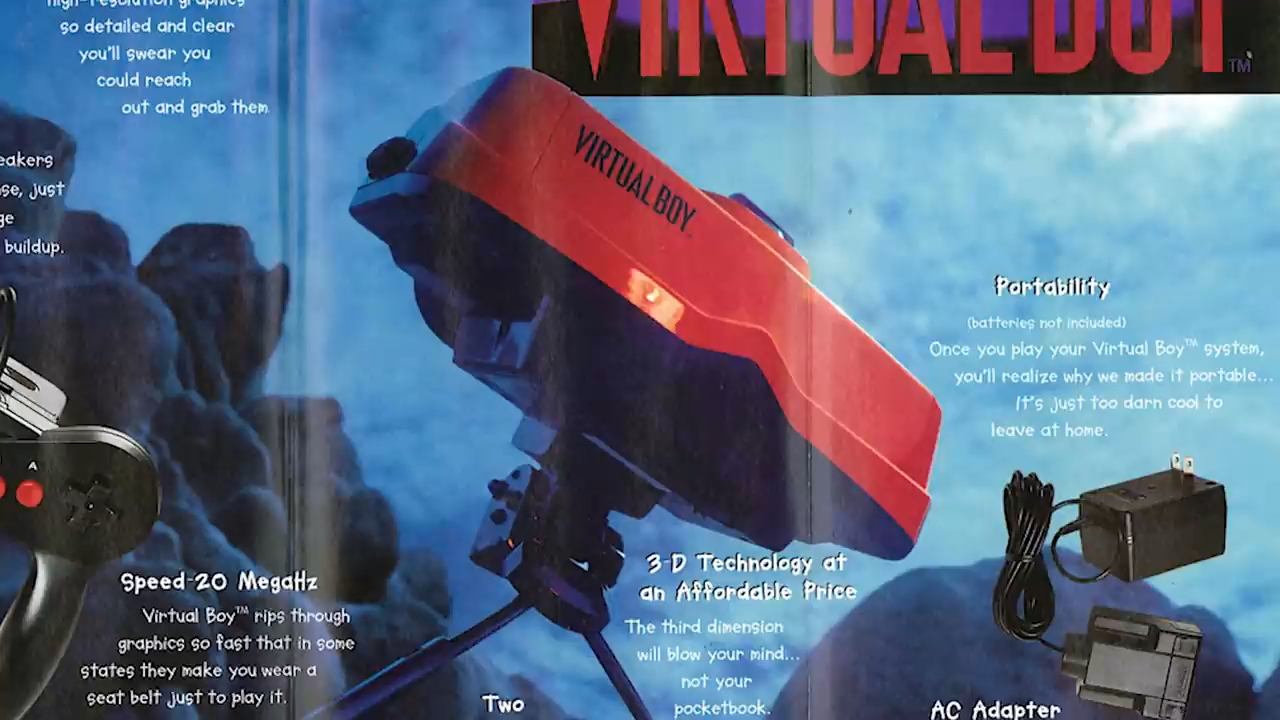 high-resolution graphics
so detailed and clear
you'll swear you
could reach
out and grab them
eakers
se, just
ge
buildup.
VIRTUAL BOY™
VIRTUAL BOY
Portability
(batteries not included)
Once you play your Virtual Boy™ system,
you'll realize why we made it portable...
It's just too darn cool to
leave at home.
A
Speed-20 MegaHz
Virtual Boy™ rips through
graphics so fast that in some
states they make you wear a
seat belt just to play it.
3-D Technology at
an Affordable Price
The third dimension
will blow your mind...
not your
pocketbook.
Two
AC Adapter